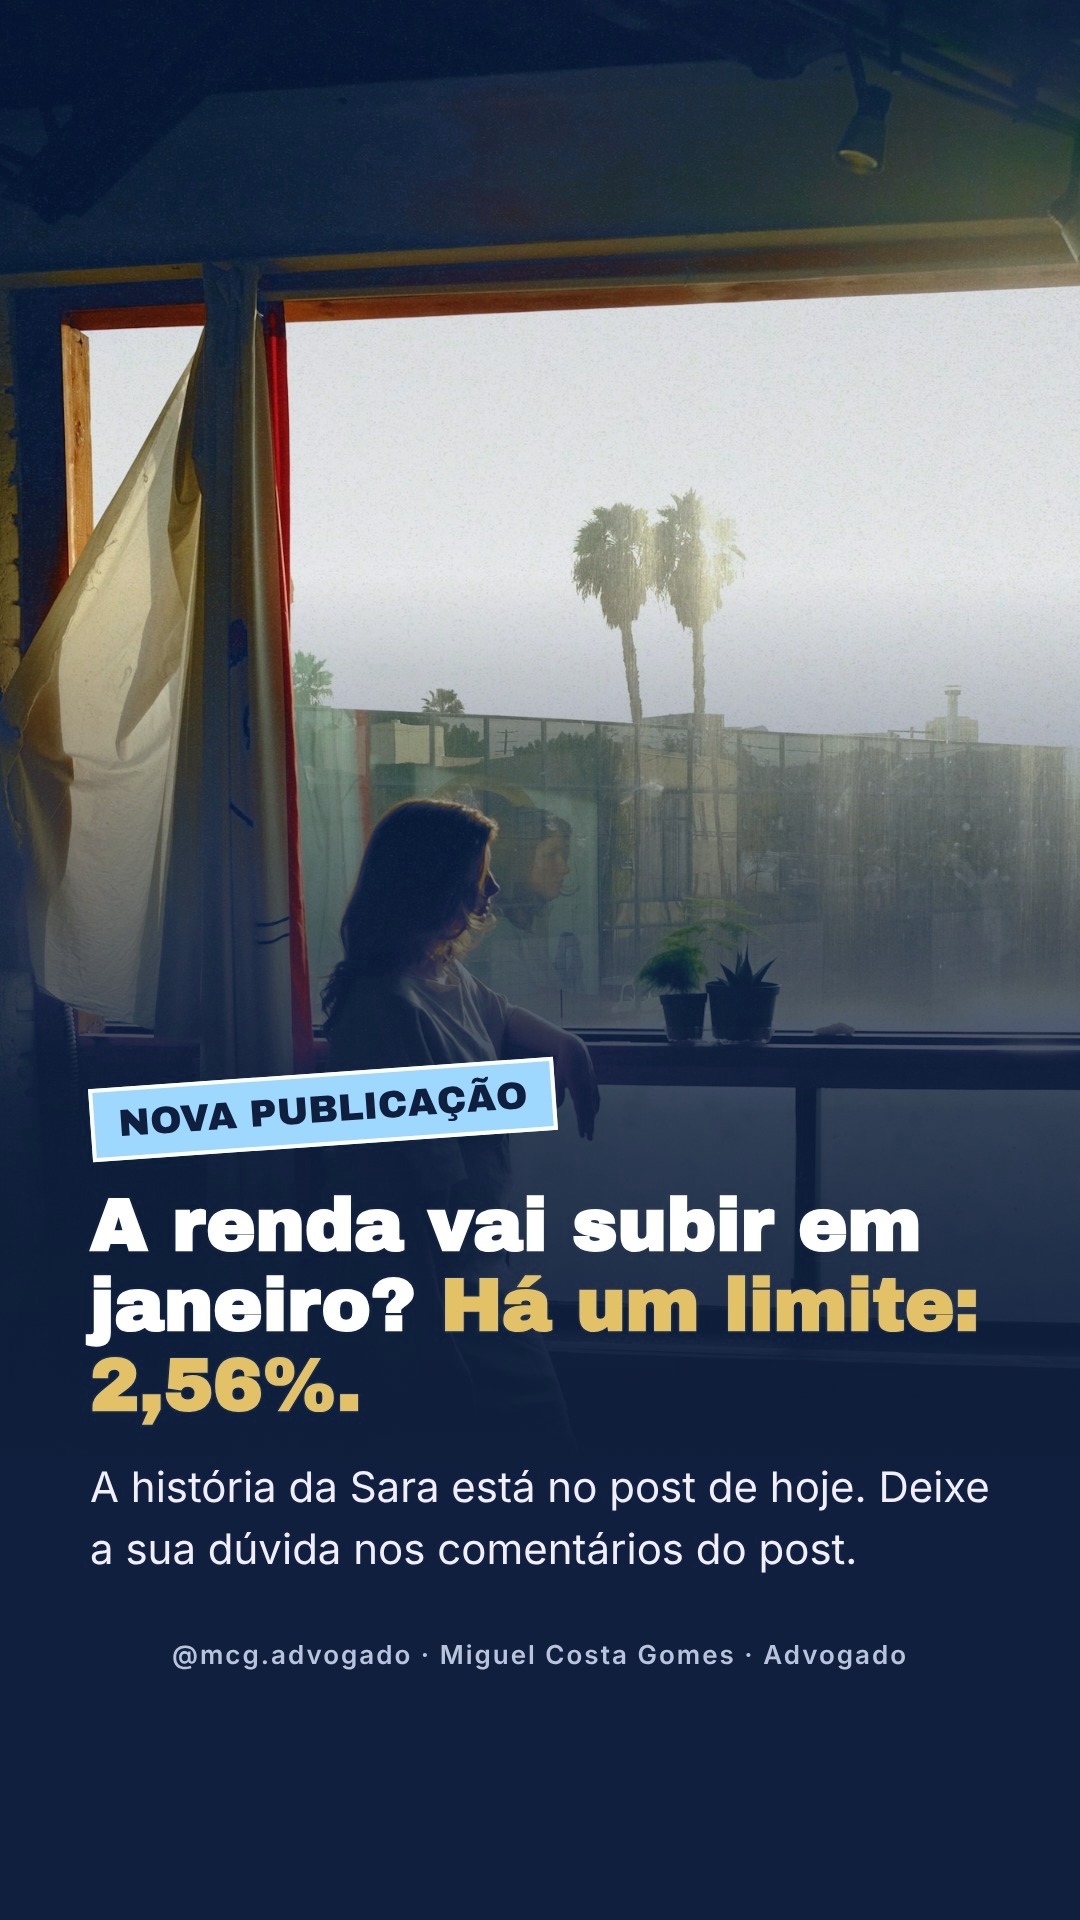 NOVA PUBLICAÇÃO
A renda vai subir em
janeiro? Há um limite:
2,56%.
A história da Sara está no post de hoje. Deixe
a sua dúvida nos comentários do post.
@mcg.advogado · Miguel Costa Gomes · Advogado